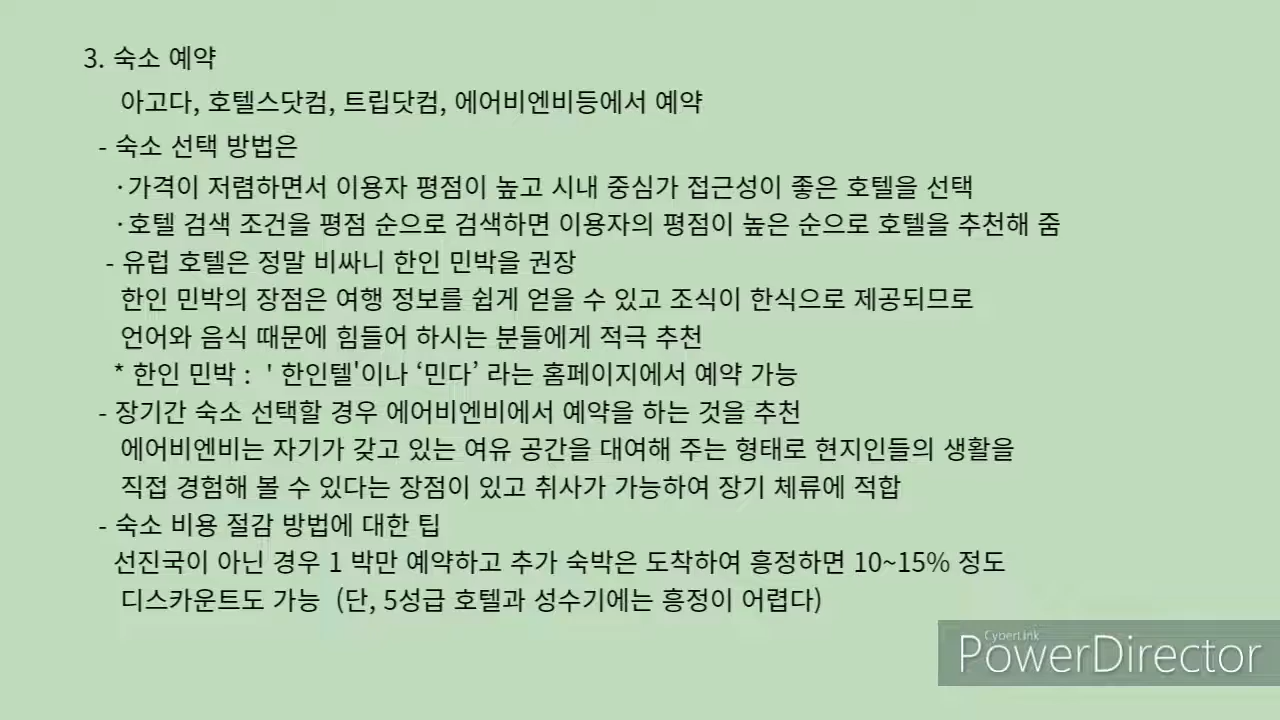 3. 숙소 예약
아고다, 호텔스닷컴, 트립닷컴, 에어비엔비등에서 예약
- 숙소 선택 방법은
·가격이 저렴하면서 이용자 평점이 높고 시내 중심가 접근성이 좋은 호텔을 선택
·호텔 검색 조건을 평점 순으로 검색하면 이용자의 평점이 높은 순으로 호텔을 추천해 줌
- 유럽 호텔은 정말 비싸니 한인 민박을 권장
한인 민박의 장점은 여행 정보를 쉽게 얻을 수 있고 조식이 한식으로 제공되므로
언어와 음식 때문에 힘들어 하시는 분들에게 적극 추천
* 한인 민박 : '한인텔'이나 ‘민다’ 라는 홈페이지에서 예약 가능
- 장기간 숙소 선택할 경우 에어비엔비에서 예약을 하는 것을 추천
에어비엔비는 자기가 갖고 있는 여유 공간을 대여해 주는 형태로 현지인들의 생활을
직접 경험해 볼 수 있다는 장점이 있고 취사가 가능하여 장기 체류에 적합
- 숙소 비용 절감 방법에 대한 팁
선진국이 아닌 경우 1 박만 예약하고 추가 숙박은 도착하여 흥정하면 10~15% 정도
디스카운트도 가능 (단, 5성급 호텔과 성수기에는 흥정이 어렵다)
CyberLink
PowerDirector